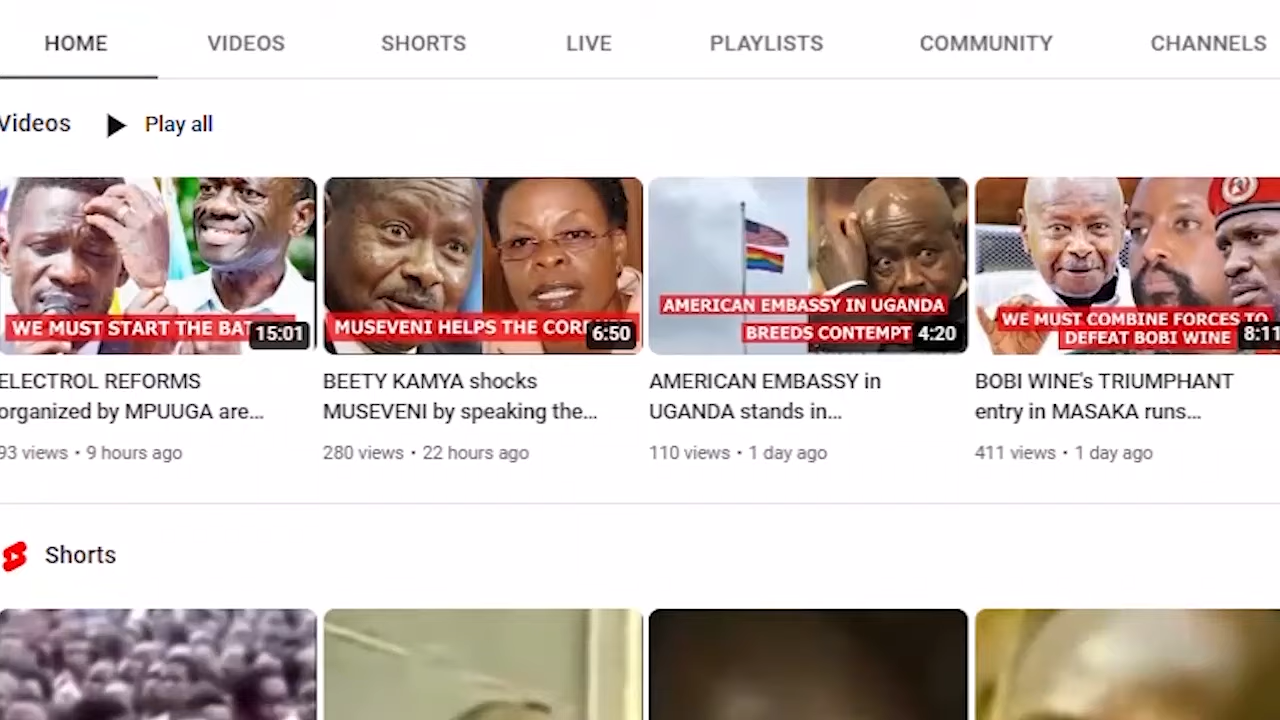 HOME VIDEOS SHORTS LIVE PLAYLISTS COMMUNITY CHANNELS
Videos Play all
WE MUST START THE BAT 15:01
MUSEVENI HELPS THE COR 6:50
AMERICAN EMBASSY IN UGANDA
BREEDS CONTEMPT 4:20
WE MUST COMBINE FORCES TO
DEFEAT BOBI WINE 8:11
ELECTROL REFORMS
organized by MPUUGA are...
93 views • 9 hours ago
BEETY KAMYA shocks
MUSEVENI by speaking the...
280 views • 22 hours ago
AMERICAN EMBASSY in
UGANDA stands in...
110 views • 1 day ago
BOBI WINE's TRIUMPHANT
entry in MASAKA runs...
411 views • 1 day ago
Shorts